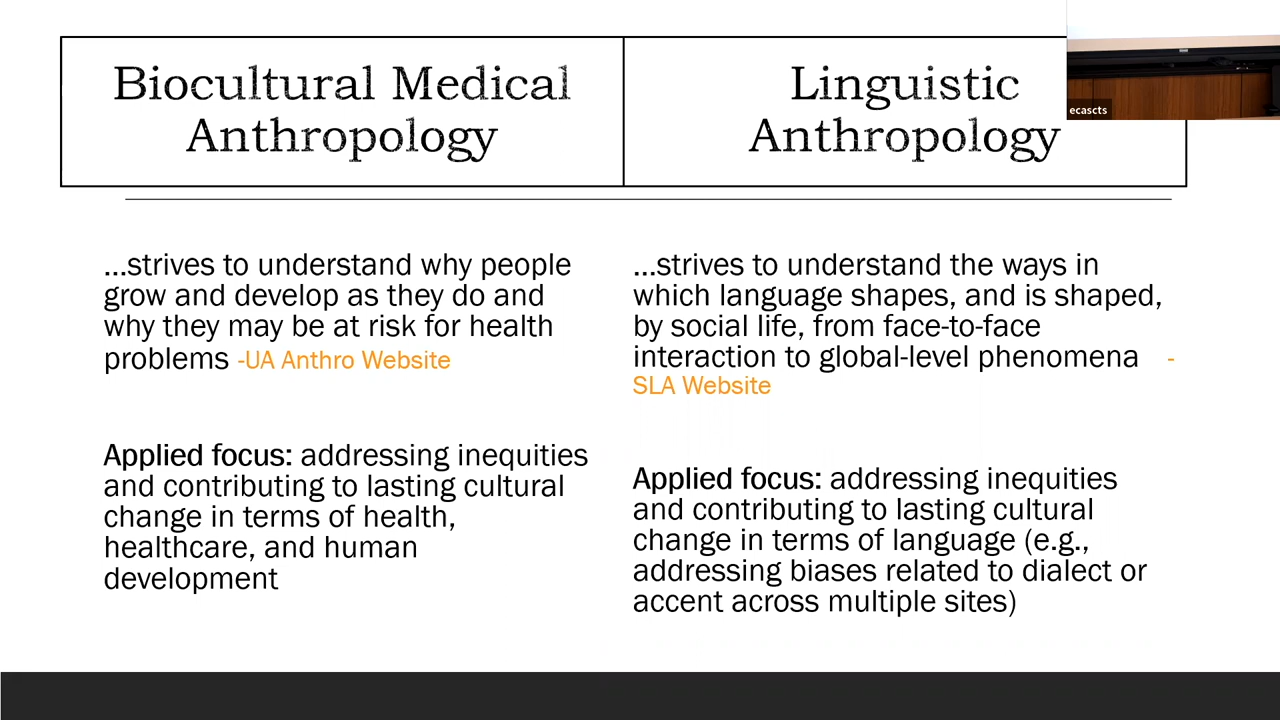 Biocultural Medical
Anthropology
Linguistic
Anthropology
ecascts
...strives to understand why people
grow and develop as they do and
why they may be at risk for health
problems -UA Anthro Website
Applied focus: addressing inequities
and contributing to lasting cultural
change in terms of health,
healthcare, and human
development
...strives to understand the ways in
which language shapes, and is shaped,
by social life, from face-to-face
interaction to global-level phenomena -
SLA Website
Applied focus: addressing inequities
and contributing to lasting cultural
change in terms of language (e.g.,
addressing biases related to dialect or
accent across multiple sites)